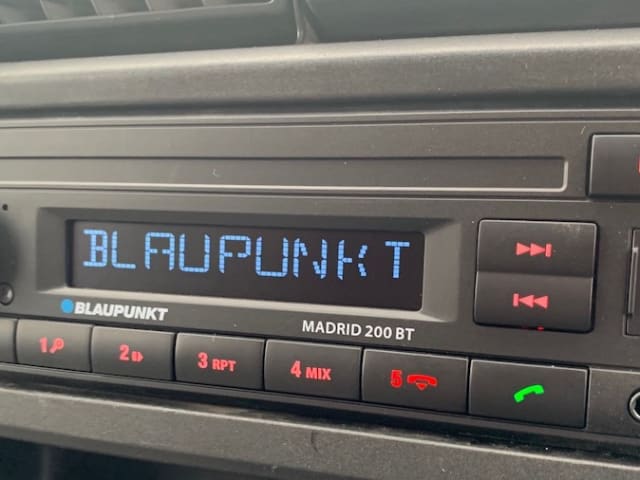 BLAUPUNKT
BLAUPUNKT
MADRID 200 BT
1
2
3 RPT
4 MIX
5